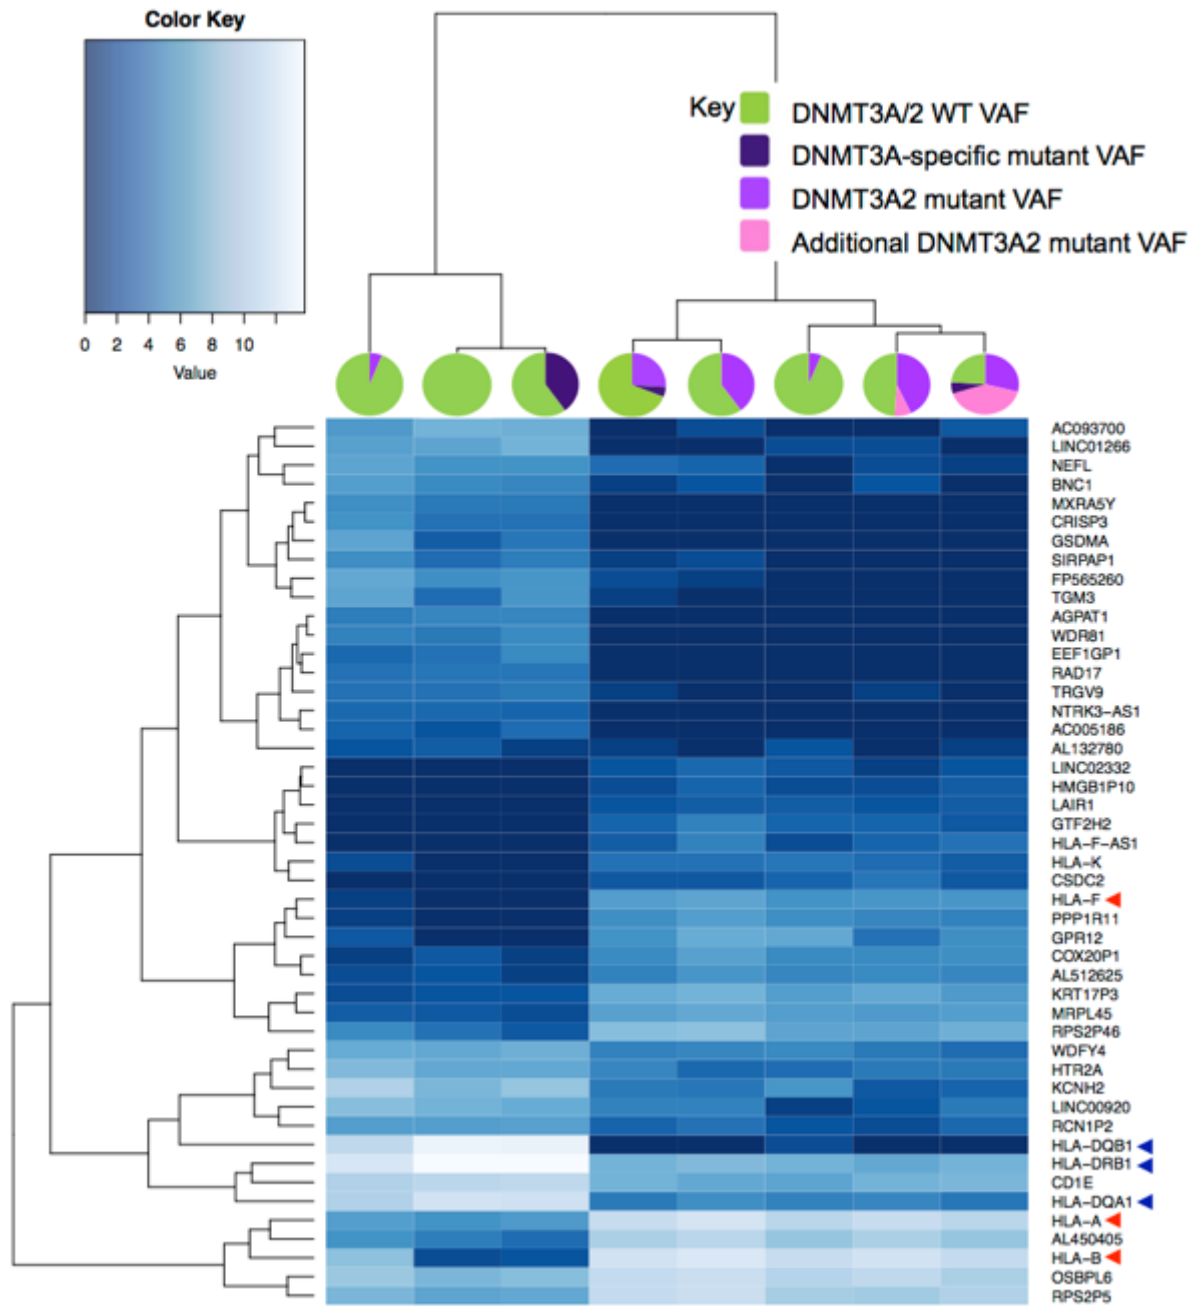 Color Key
0 2 4 6 8 10
Value
Key
DNMT3A/2 WT VAF
DNMT3A-specific mutant VAF
DNMT3A2 mutant VAF
Additional DNMT3A2 mutant VAF
AC093700
LINC01266
NEFL
BNC1
MXRA5Y
CRISP3
GSDMA
SIRPAP1
FP565260
TGM3
AGPAT1
WDR81
EEF1GP1
RAD17
TRGV9
NTRK3-AS1
AC005186
AL132780
LINC02332
HMGB1P10
LAIR1
GTF2H2
HLA-F-AS1
HLA-K
CSDC2
HLA-F
PPP1R11
GPR12
COX20P1
AL512625
KRT17P3
MRPL45
RPS2P46
WDFY4
HTR2A
KCNH2
LINC00920
RCN1P2
HLA-DQB1
HLA-DRB1
CD1E
HLA-DQA1
HLA-A
AL450405
HLA-B
OSBPL6
RPS2P5